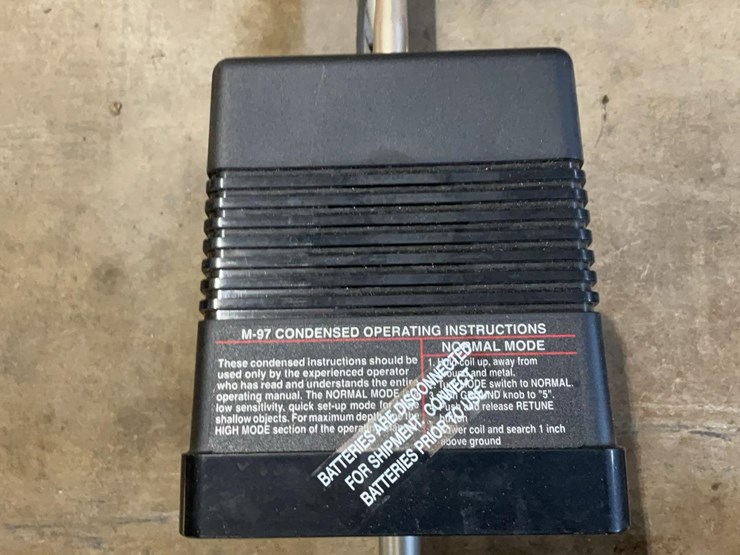 M-97 CONDENSED OPERATING INSTRUCTIONS
These condensed instructions should be
used only by the experienced operator
who has read and understands the entire
operating manual. The NORMAL MODE
low sensitivity, quick set-up mode for
shallow objects. For maximum depth
HIGH MODE section of the
NORMAL MODE
1. Hold coil up, away from
and metal.
MODE switch to NORMAL.
GROUND knob to "5".
and release RETUNE
coil and search 1 inch
above ground
BATTERIES ARE DISCONNECTED
FOR SHIPMENT. CONNECT
BATTERIES PRIOR TO USE.